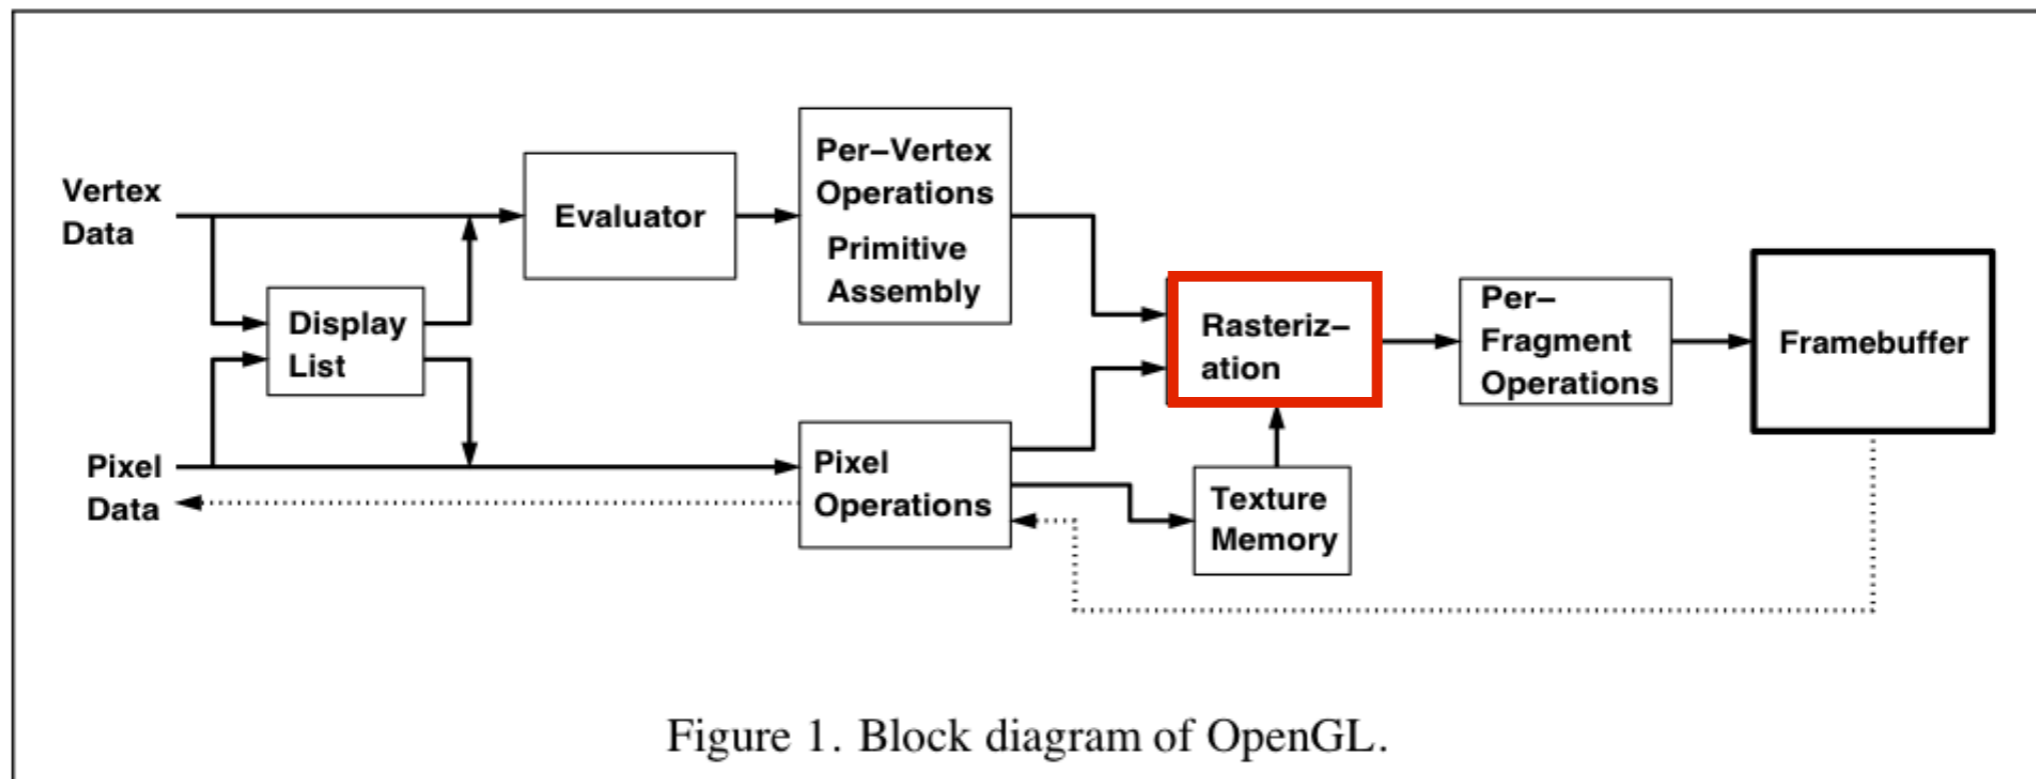 Vertex
Data
Display
List
Pixel
Data
Evaluator
Per–Vertex
Operations
Primitive
Assembly
Pixel
Operations
Rasteriz–
ation
Texture
Memory
Per–
Fragment
Operations
Framebuffer
Figure 1. Block diagram of OpenGL.